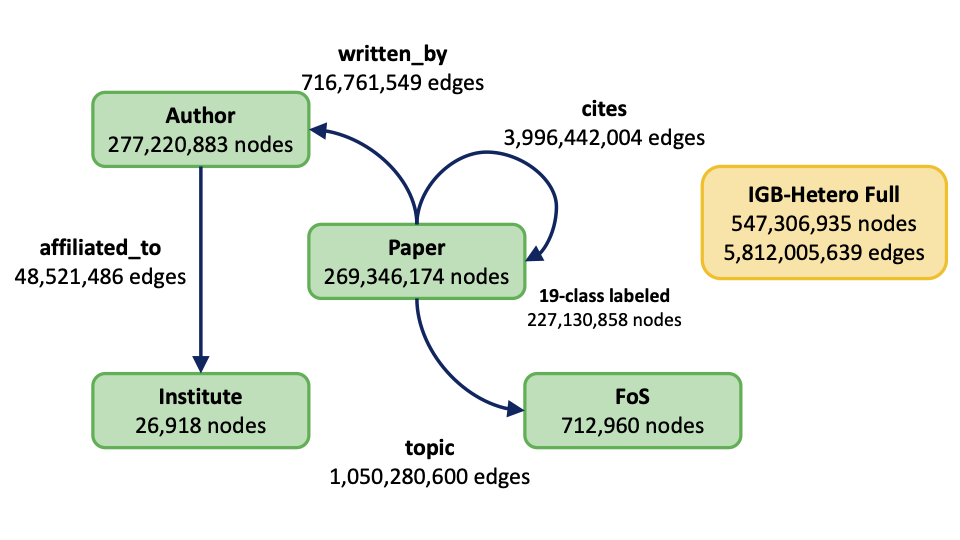 written_by
716,761,549 edges
cites
3,996,442,004 edges
Author
277,220,883 nodes
IGB-Hetero Full
547,306,935 nodes
5,812,005,639 edges
affiliated_to
48,521,486 edges
Paper
269,346,174 nodes
19-class labeled
227,130,858 nodes
Institute
26,918 nodes
FoS
712,960 nodes
topic
1,050,280,600 edges